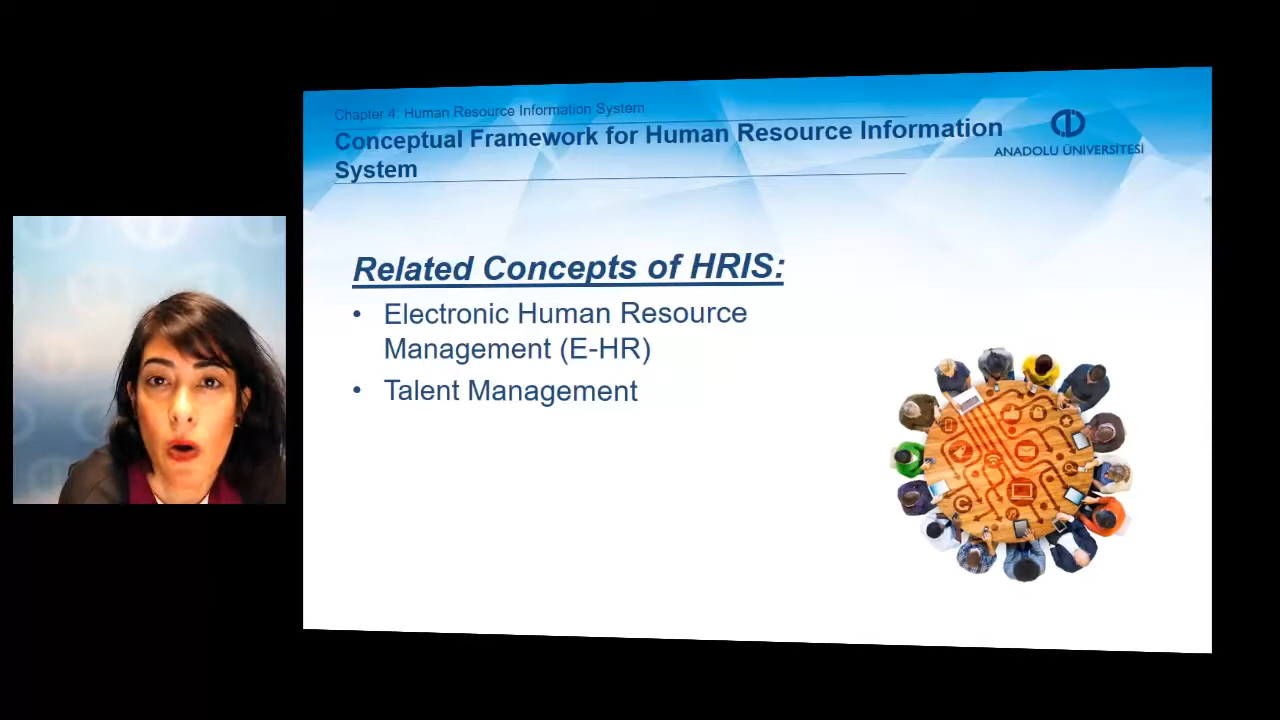 Chapter 4: Human Resource Information System
Conceptual Framework for Human Resource Information
System
ANADOLU ÜNİVERSİTESİ
Related Concepts of HRIS:
• Electronic Human Resource
Management (E-HR)
• Talent Management